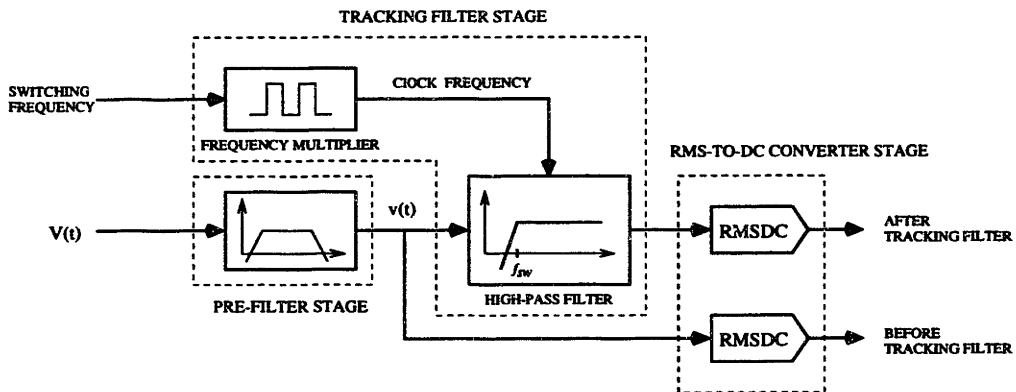 TRACKING FILTER STAGE
SWITCHING
FREQUENCY
CLOCK FREQUENCY
FREQUENCY MULTIPLIER
RMS-TO-DC CONVERTER STAGE
V(t)
v(t)
f_sw
RMSDC
AFTER
TRACKING FILTER
PRE-FILTER STAGE
HIGH-PASS FILTER
RMSDC
BEFORE
TRACKING FILTER